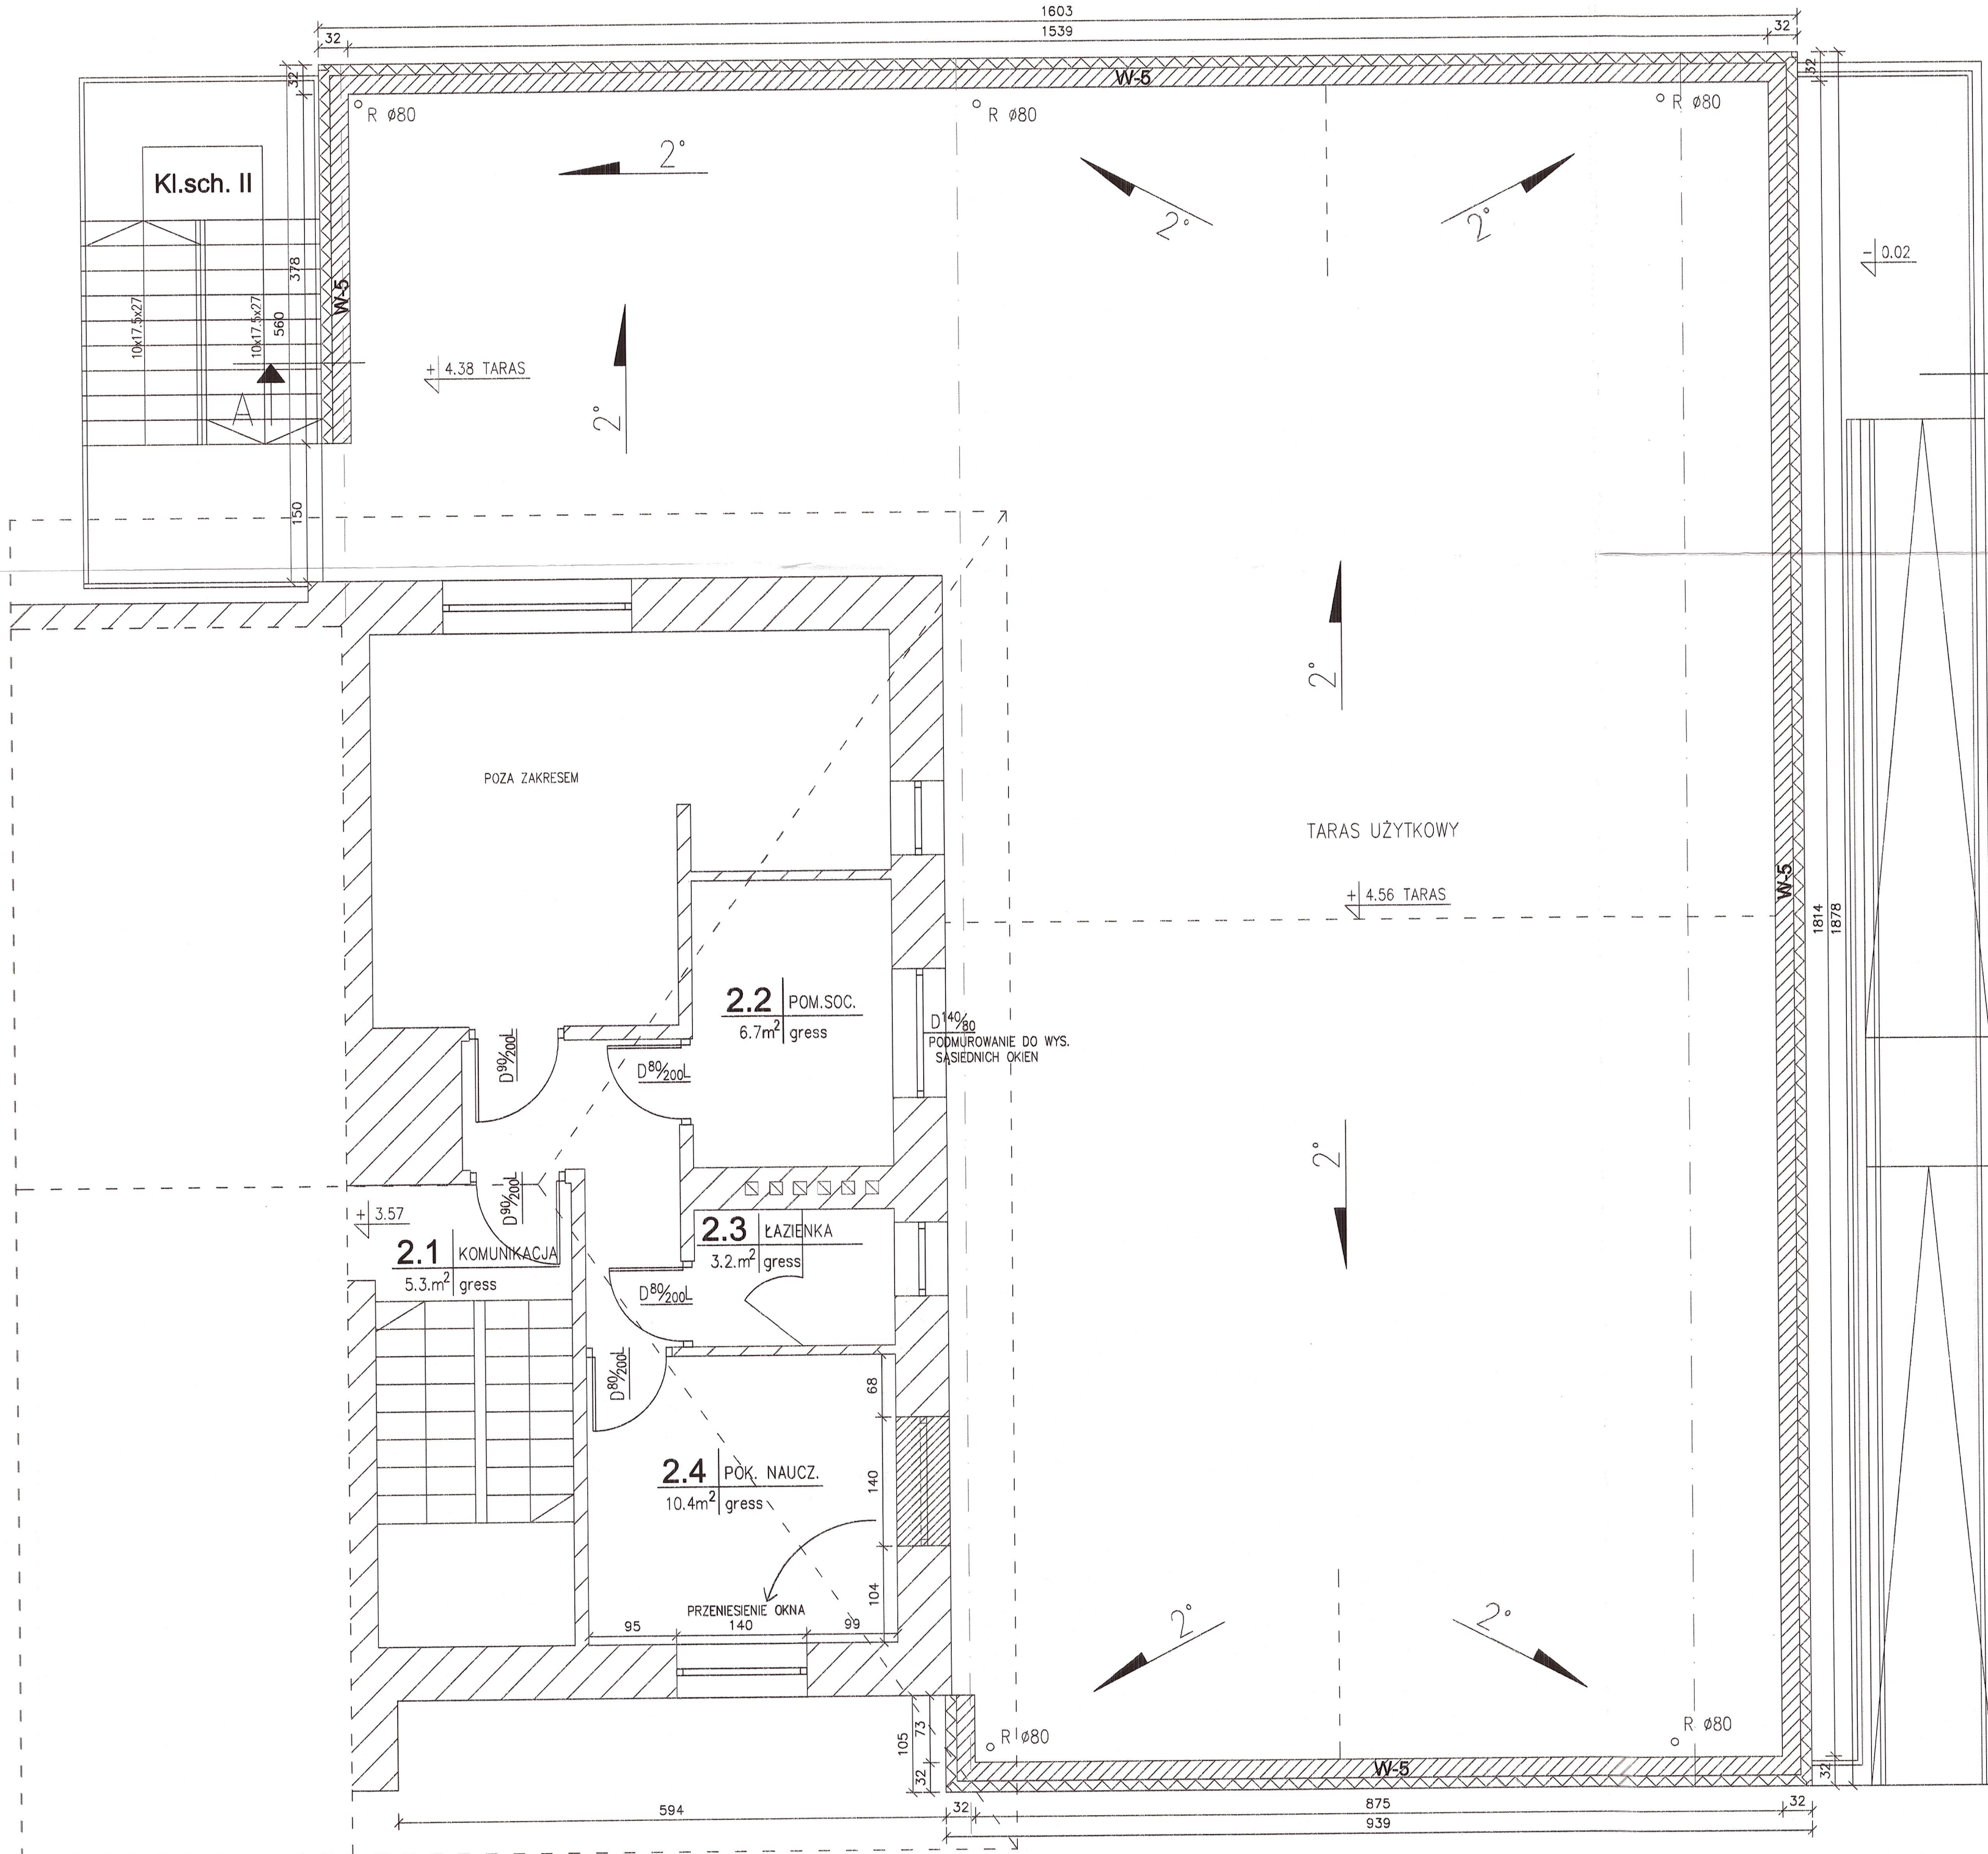 1603
32 1539 32
32 W-5 32
R ø80 R ø80 R ø80
2° 2° 2°
Kl.sch. II
- 0.02
378
W-5
10x17.5x27 10x17.5x27 560
+ 4.38 TARAS
A
2°
150
2°
POZA ZAKRESEM
TARAS UŻYTKOWY
+ 4.56 TARAS
W-5
1814 1878
2.2 POM.SOC.
6.7m² gress
D140/80
PODMUROWANIE DO WYS.
SĄSIEDNICH OKIEN
D90/200L
D80/200L
2°
D90/200L
+ 3.57
2.3 ŁAZIENKA
3.2.m² gress
2.1 KOMUNIKACJA
5.3.m² gress
D80/200L
D80/200L
68
2.4 POK. NAUCZ.
10.4m² gress
140
104
PRZENIESIENIE OKNA
95 140 99
2° 2°
105 73 32
R ø80 R ø80
W-5
32
594 32 875 32
939